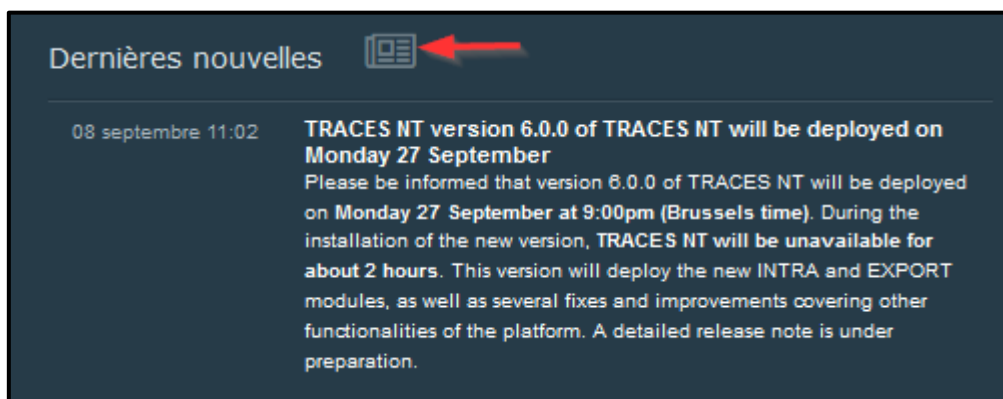 Dernières nouvelles
08 septembre 11:02
TRACES NT version 6.0.0 of TRACES NT will be deployed on
Monday 27 September
Please be informed that version 6.0.0 of TRACES NT will be deployed
on Monday 27 September at 9:00pm (Brussels time). During the
installation of the new version, TRACES NT will be unavailable for
about 2 hours. This version will deploy the new INTRA and EXPORT
modules, as well as several fixes and improvements covering other
functionalities of the platform. A detailed release note is under
preparation.